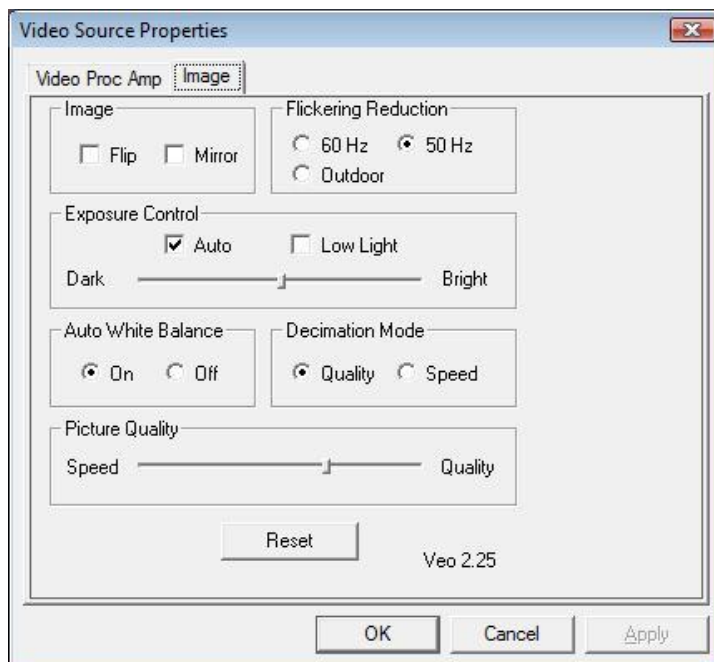 Video Source Properties
Video Proc Amp Image
Image
Flip Mirror
Flickering Reduction
60 Hz 50 Hz
Outdoor
Exposure Control
Auto Low Light
Dark Bright
Auto White Balance
On Off
Decimation Mode
Quality Speed
Picture Quality
Speed Quality
Reset
Veo 2.25
OK Cancel Apply